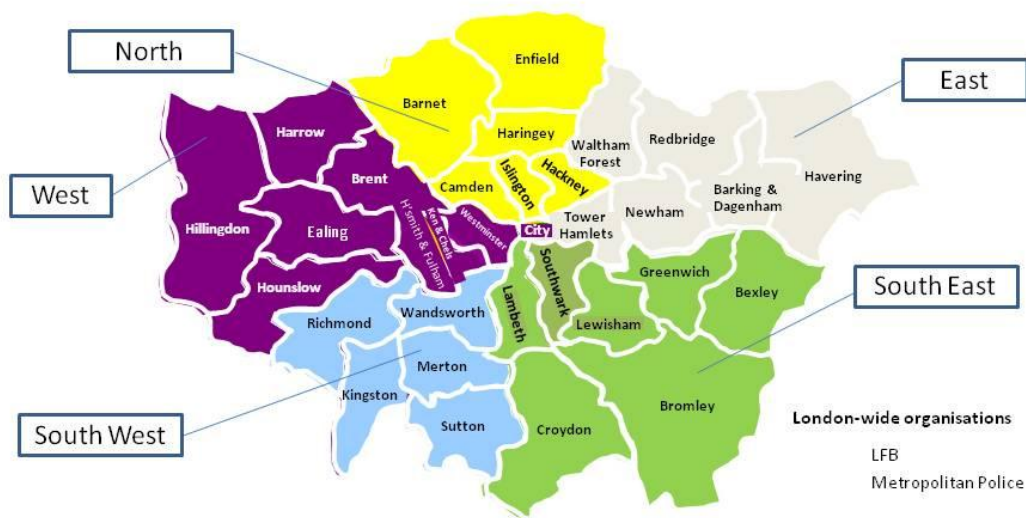 North
Enfield
East
Barnet
Harrow
Haringey
Redbridge
Waltham
Forest
West
Brent
Camden
Islington
Hackney
Havering
Barking &
Dagenham
Hillingdon
Ealing
H'smith & Fulham
Ken & Chels
Westminster
City
Tower
Hamlets
Newham
Hounslow
Southwark
Greenwich
Bexley
South East
Richmond
Wandsworth
Lambeth
Lewisham
Merton
Kingston
Bromley
South West
Sutton
Croydon
London-wide organisations
LFB
Metropolitan Police